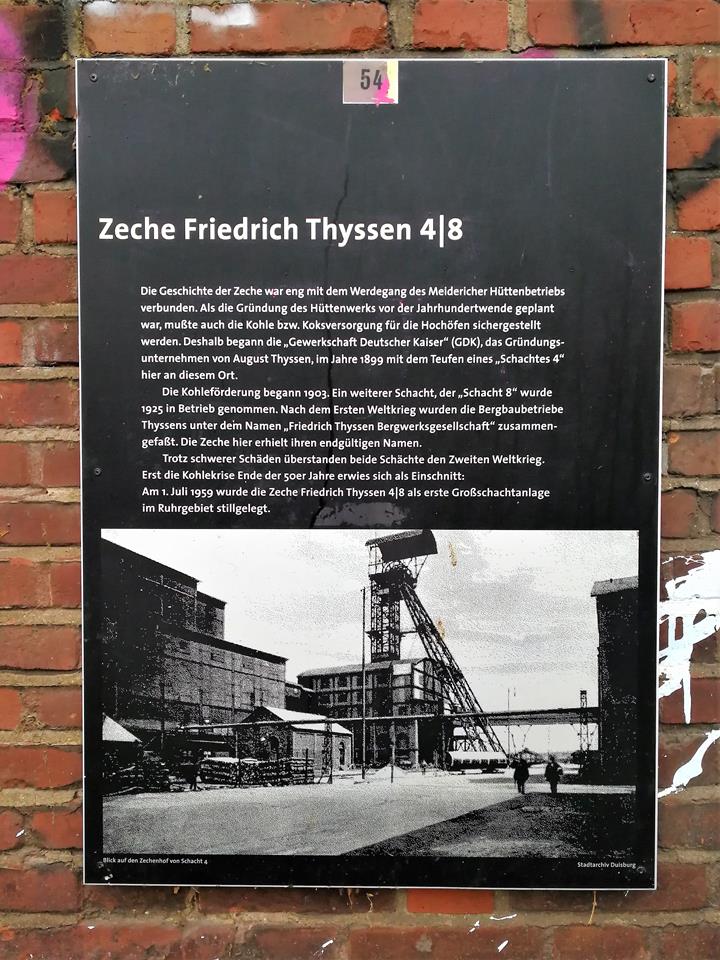 54
Zeche Friedrich Thyssen 4|8
Die Geschichte der Zeche war eng mit dem Werdegang des Meidericher Hüttenbetriebs
verbunden. Als die Gründung des Hüttenwerks vor der Jahrhundertwende geplant
war, mußte auch die Kohle bzw. Koksversorgung für die Hochöfen sichergestellt
werden. Deshalb begann die „Gewerkschaft Deutscher Kaiser“ (GDK), das Gründungs-
unternehmen von August Thyssen, im Jahre 1899 mit dem Teufen eines „Schachtes 4“
hier an diesem Ort.
Die Kohleförderung begann 1903. Ein weiterer Schacht, der „Schacht 8“ wurde
1925 in Betrieb genommen. Nach dem Ersten Weltkrieg wurden die Bergbaubetriebe
Thyssens unter dem Namen „Friedrich Thyssen Bergwerksgesellschaft“ zusammen-
gefaßt. Die Zeche hier erhielt ihren endgültigen Namen.
Trotz schwerer Schäden überstanden beide Schächte den Zweiten Weltkrieg.
Erst die Kohlekrise Ende der 50er Jahre erwies sich als Einschnitt:
Am 1. Juli 1959 wurde die Zeche Friedrich Thyssen 4|8 als erste Großschachtanlage
im Ruhrgebiet stillgelegt.
Blick auf den Zechenhof von Schacht 4
Stadtarchiv Duisburg